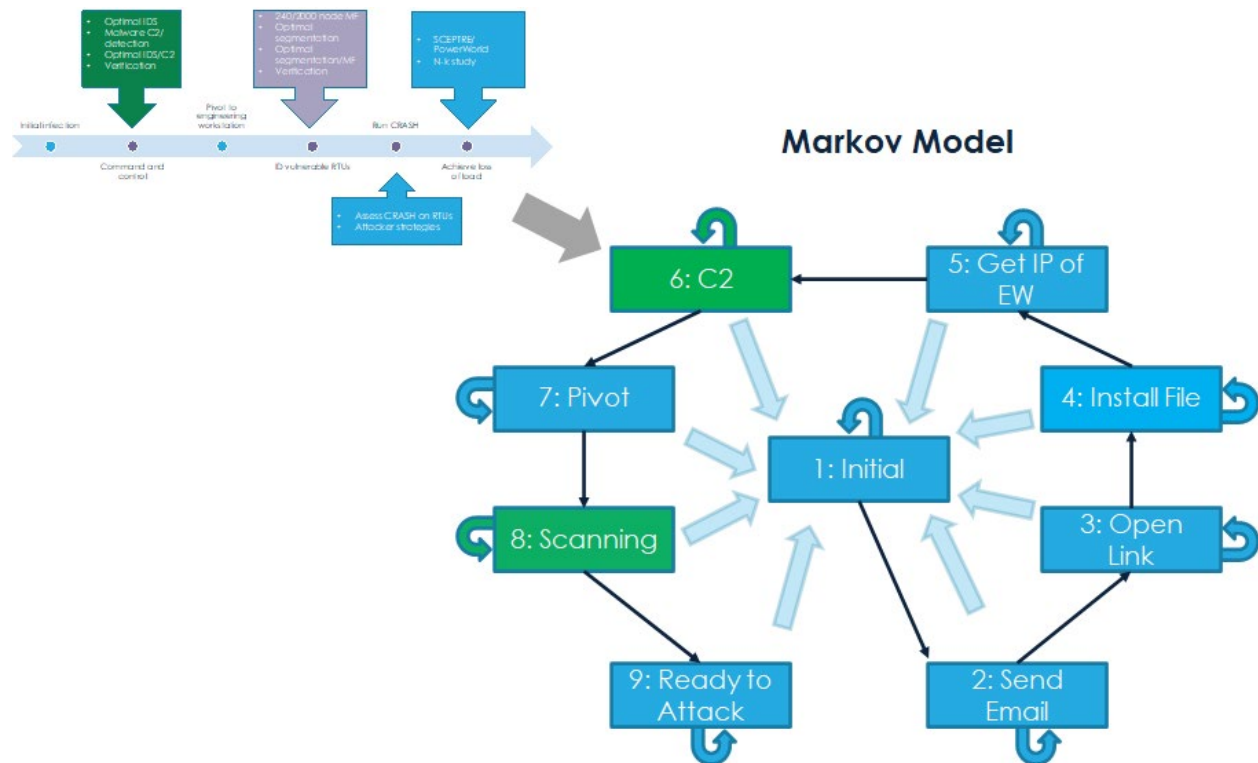 Optimal IDS
Malware C2/
detection
Optimal IDS/C2
Verification
240/2000 node MF
Optimal
segmentation
Optimal
segmentation/MF
Verification
SCEPTRE/
PowerWorld
N-k study
Initial infection
Pivot to
engineering
workstation
Run CRASH
Command and
control
ID vulnerable RTUs
Achieve loss
of load
Assess CRASH on RTUs
Attacker strategies
Markov Model
6: C2
5: Get IP of
EW
7: Pivot
4: Install File
1: Initial
8: Scanning
3: Open
Link
9: Ready to
Attack
2: Send
Email